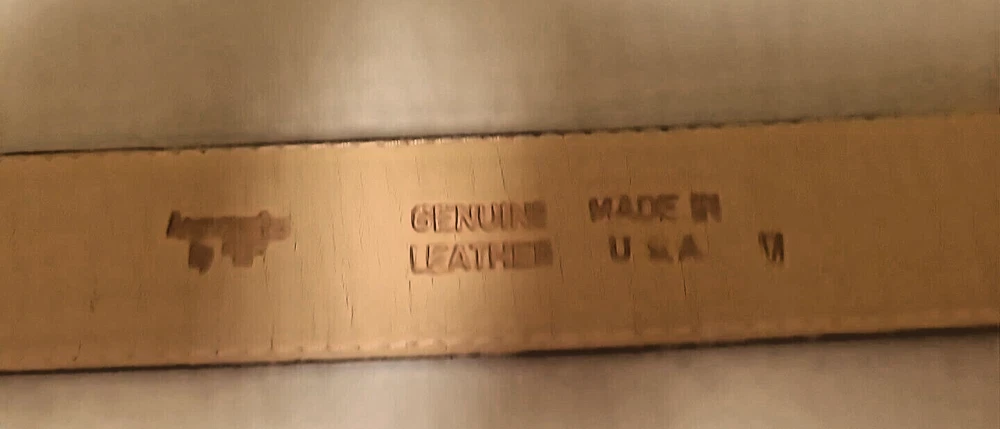 GENUINE
LEATHER
MADE IN
U S A